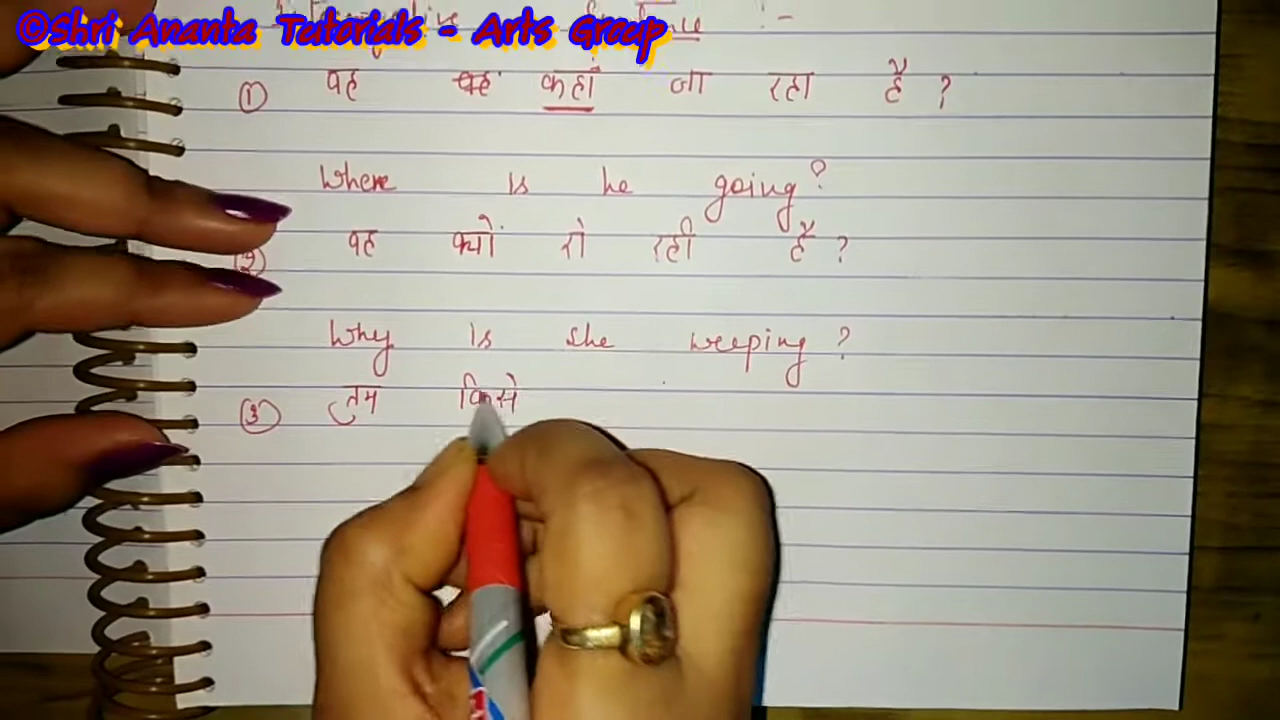 ©Shri Ananta Tutorials - Arts Group
:-
① वह कहाँ जा रहा है ?
Where is he going?
② वह क्यों रो रही है ?
Why is she weeping ?
③ तुम किसे